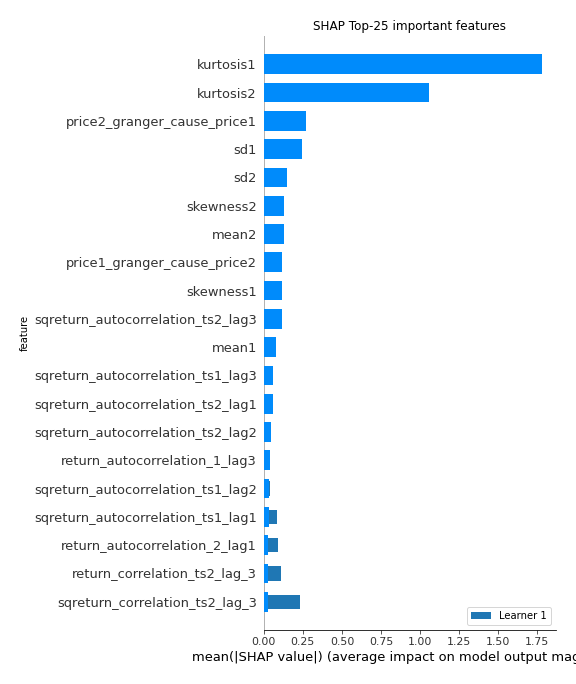 SHAP Top-25 important features
kurtosis1
kurtosis2
price2_granger_cause_price1
sd1
sd2
skewness2
mean2
price1_granger_cause_price2
skewness1
sqreturn_autocorrelation_ts2_lag3
mean1
sqreturn_autocorrelation_ts1_lag3
sqreturn_autocorrelation_ts2_lag1
sqreturn_autocorrelation_ts2_lag2
return_autocorrelation_1_lag3
sqreturn_autocorrelation_ts1_lag2
sqreturn_autocorrelation_ts1_lag1
return_autocorrelation_2_lag1
return_correlation_ts2_lag_3
sqreturn_correlation_ts2_lag_3
feature
Learner 1
0.00 0.25 0.50 0.75 1.00 1.25 1.50 1.75
mean(|SHAP value|) (average impact on model output mag